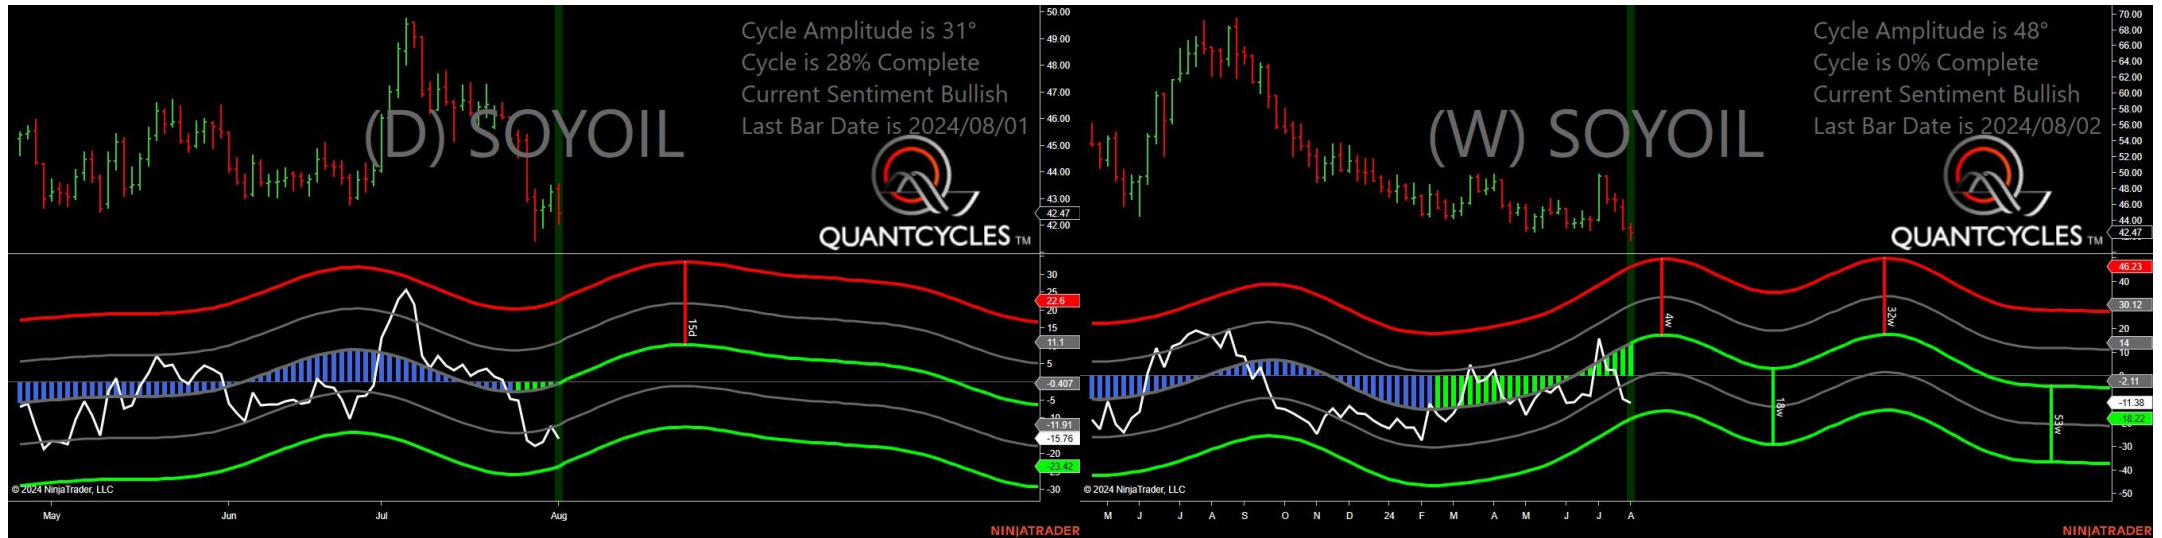 Cycle Amplitude is 31°
Cycle is 28% Complete
Current Sentiment Bullish
Last Bar Date is 2024/08/01
(D) SOYOIL
QUANTCYCLES TM
50.00
49.00
48.00
47.00
46.00
45.00
44.00
43.00
42.47
42.00
30
25
22.6
20
15
11.1
5
-0.407
-5
-11.91
-15.76
-20
-23.42
-30
15d
© 2024 NinjaTrader, LLC
May Jun Jul Aug
NINJATRADER
Cycle Amplitude is 48°
Cycle is 0% Complete
Current Sentiment Bullish
Last Bar Date is 2024/08/02
(W) SOYOIL
QUANTCYCLES TM
70.00
68.00
66.00
64.00
62.00
60.00
58.00
56.00
54.00
52.00
50.00
48.00
46.00
44.00
42.47
46.23
40
30.12
20
14
10
-2.11
-11.38
-18.22
-30
-40
-50
4w
18w
32w
53w
© 2024 NinjaTrader, LLC
M J J A S O N D 24 F M A M J J A
NINJATRADER